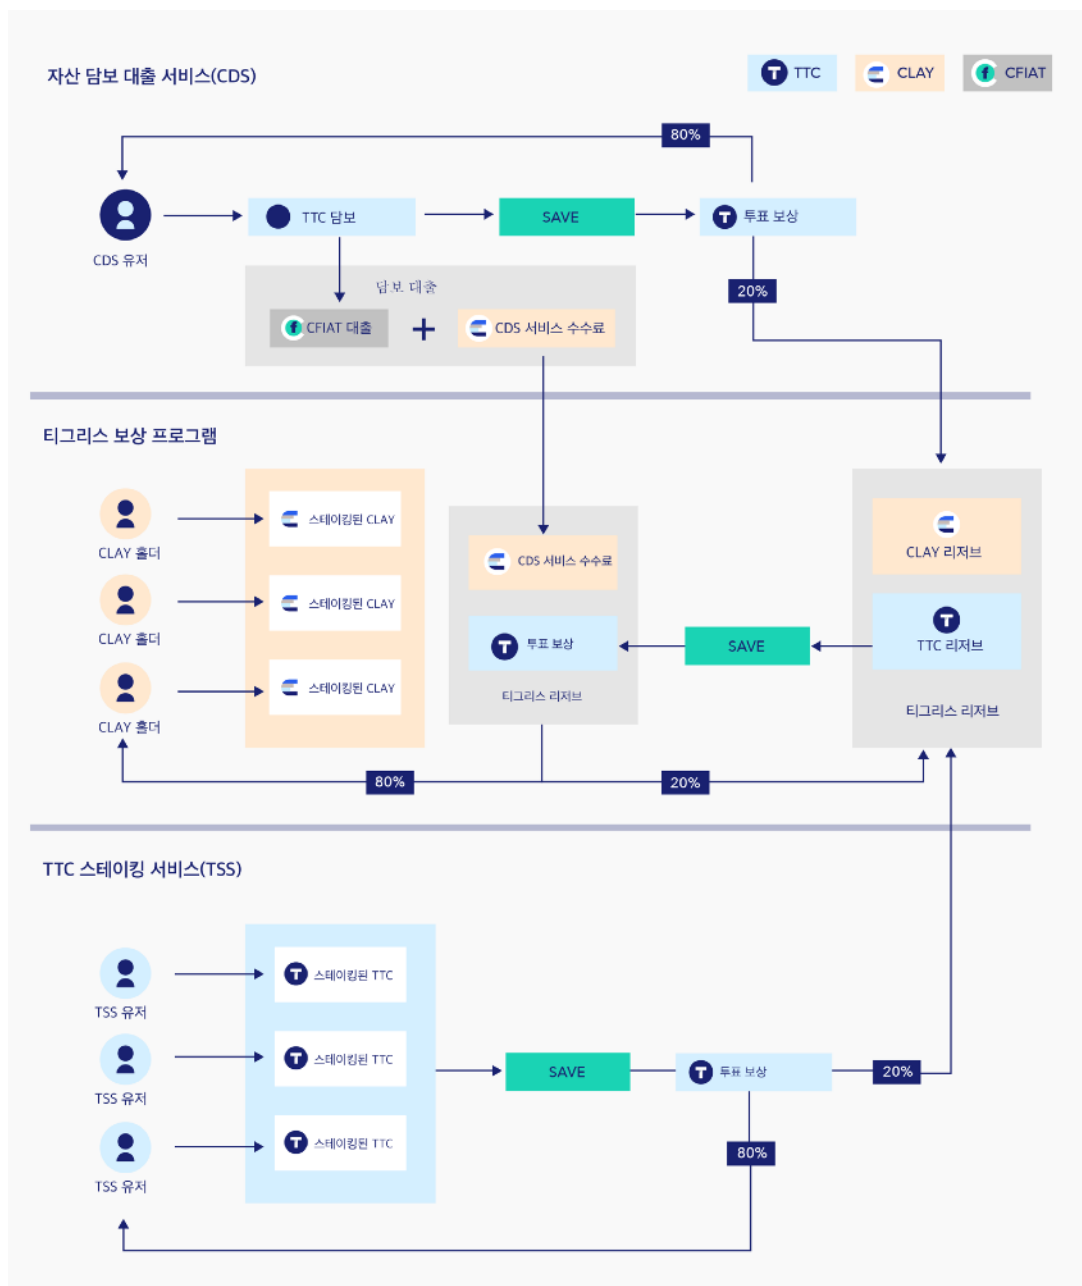 자산 담보 대출 서비스(CDS)
TTC
CLAY
CFIAT
80%
CDS 유저
TTC 담보
SAVE
투표 보상
20%
담보 대출
CFIAT 대출
+
CDS 서비스 수수료
티그리스 보상 프로그램
CLAY 홀더
스테이킹된 CLAY
CLAY 홀더
스테이킹된 CLAY
CLAY 홀더
스테이킹된 CLAY
CDS 서비스 수수료
투표 보상
티그리스 리저브
SAVE
CLAY 리저브
TTC 리저브
티그리스 리저브
80%
20%
TTC 스테이킹 서비스(TSS)
TSS 유저
스테이킹된 TTC
TSS 유저
스테이킹된 TTC
TSS 유저
스테이킹된 TTC
SAVE
투표 보상
20%
80%